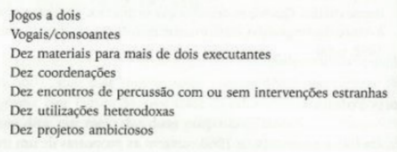 Jogos a dois
Vogais/consoantes
Dez materiais para mais de dois executantes
Dez coordenações
Dez encontros de percussão com ou sem intervenções estranhas
Dez utilizações heterodoxas
Dez projetos ambiciosos